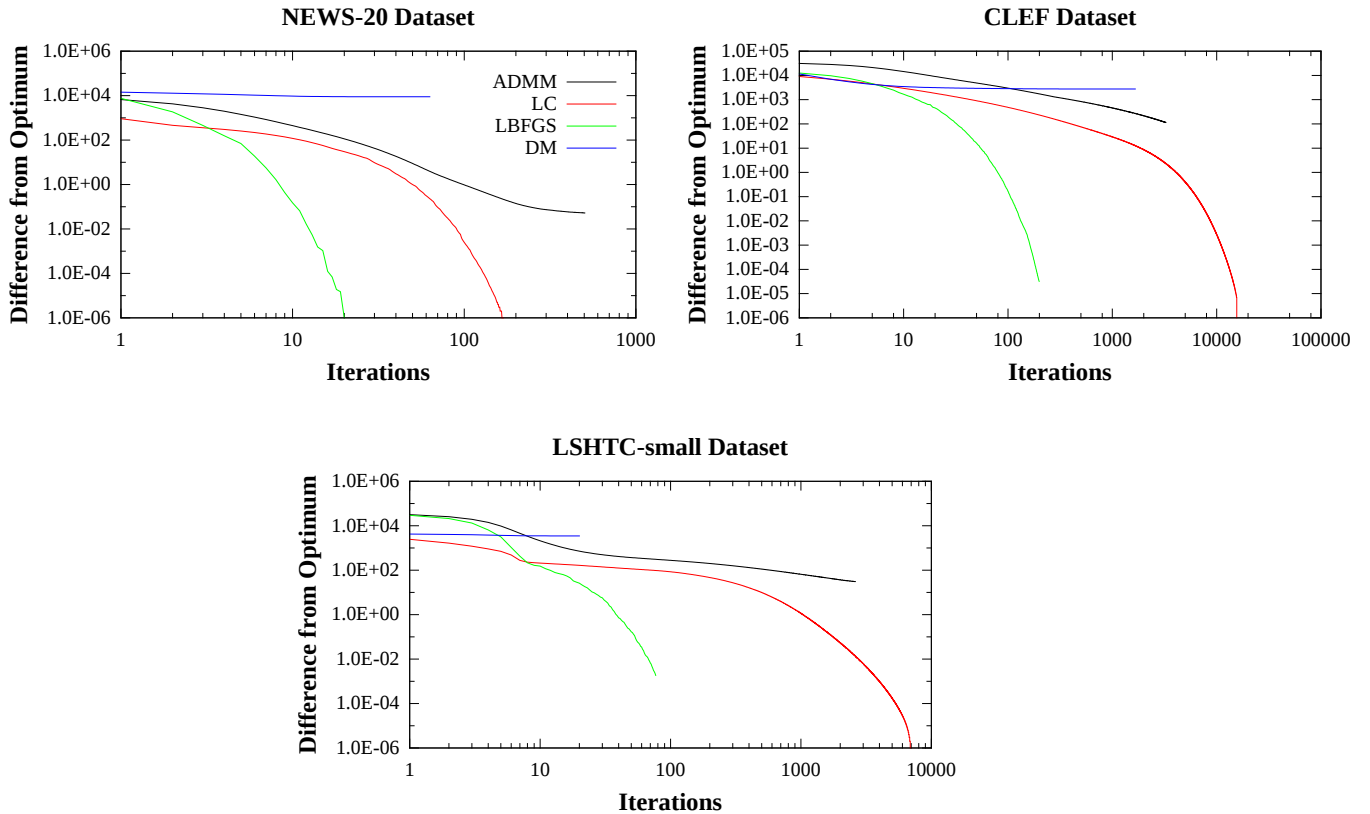 NEWS-20 Dataset
Difference from Optimum
1.0E+06
1.0E+04
1.0E+02
1.0E+00
1.0E-02
1.0E-04
1.0E-06
ADMM
LC
LBFGS
DM
1 10 100 1000
Iterations
CLEF Dataset
Difference from Optimum
1.0E+05
1.0E+04
1.0E+03
1.0E+02
1.0E+01
1.0E+00
1.0E-01
1.0E-02
1.0E-03
1.0E-04
1.0E-05
1.0E-06
1 10 100 1000 10000 100000
Iterations
LSHTC-small Dataset
Difference from Optimum
1.0E+06
1.0E+04
1.0E+02
1.0E+00
1.0E-02
1.0E-04
1.0E-06
1 10 100 1000 10000
Iterations